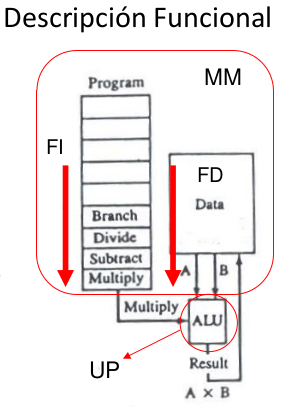 Descripción Funcional
MM
Program
FI
FD
Data
Branch
Divide
Subtract
Multiply
A
B
Multiply
ALU
Result
UP
A × B